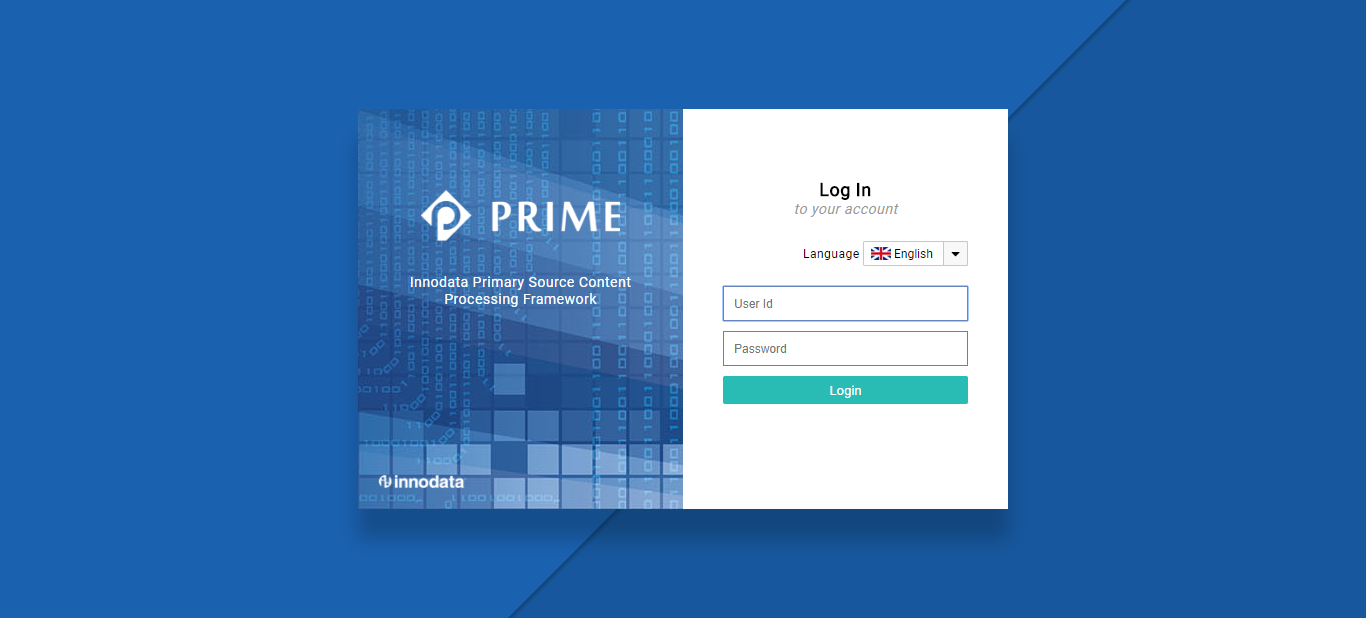 PRIME
Innodata Primary Source Content
Processing Framework
innodata
Log In
to your account
Language English
User Id
Password
Login